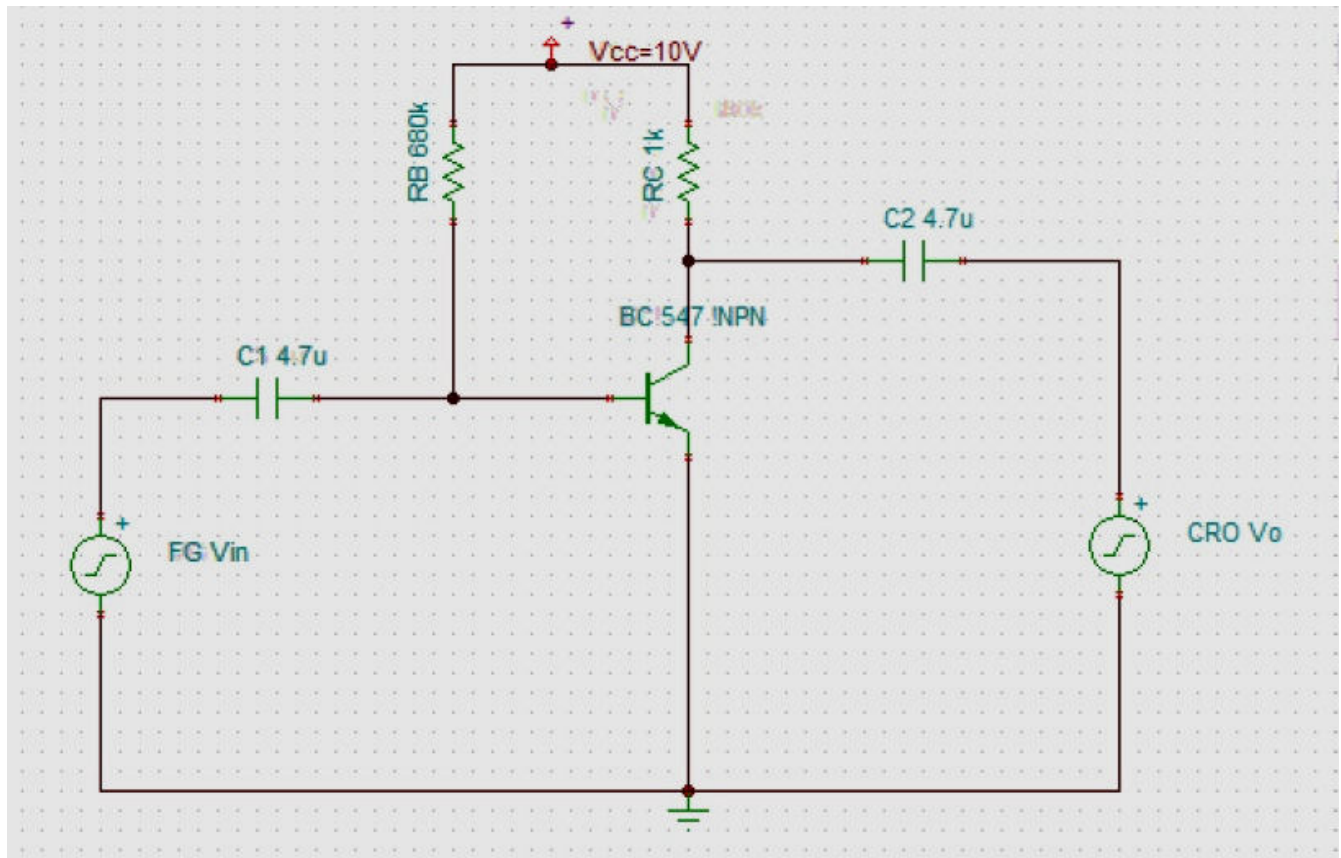 +
Vcc=10V
RB 680k
RC 1k
C2 4.7u
BC!547 !NPN
C1 4.7u
+
FG Vin
+
CRO Vo